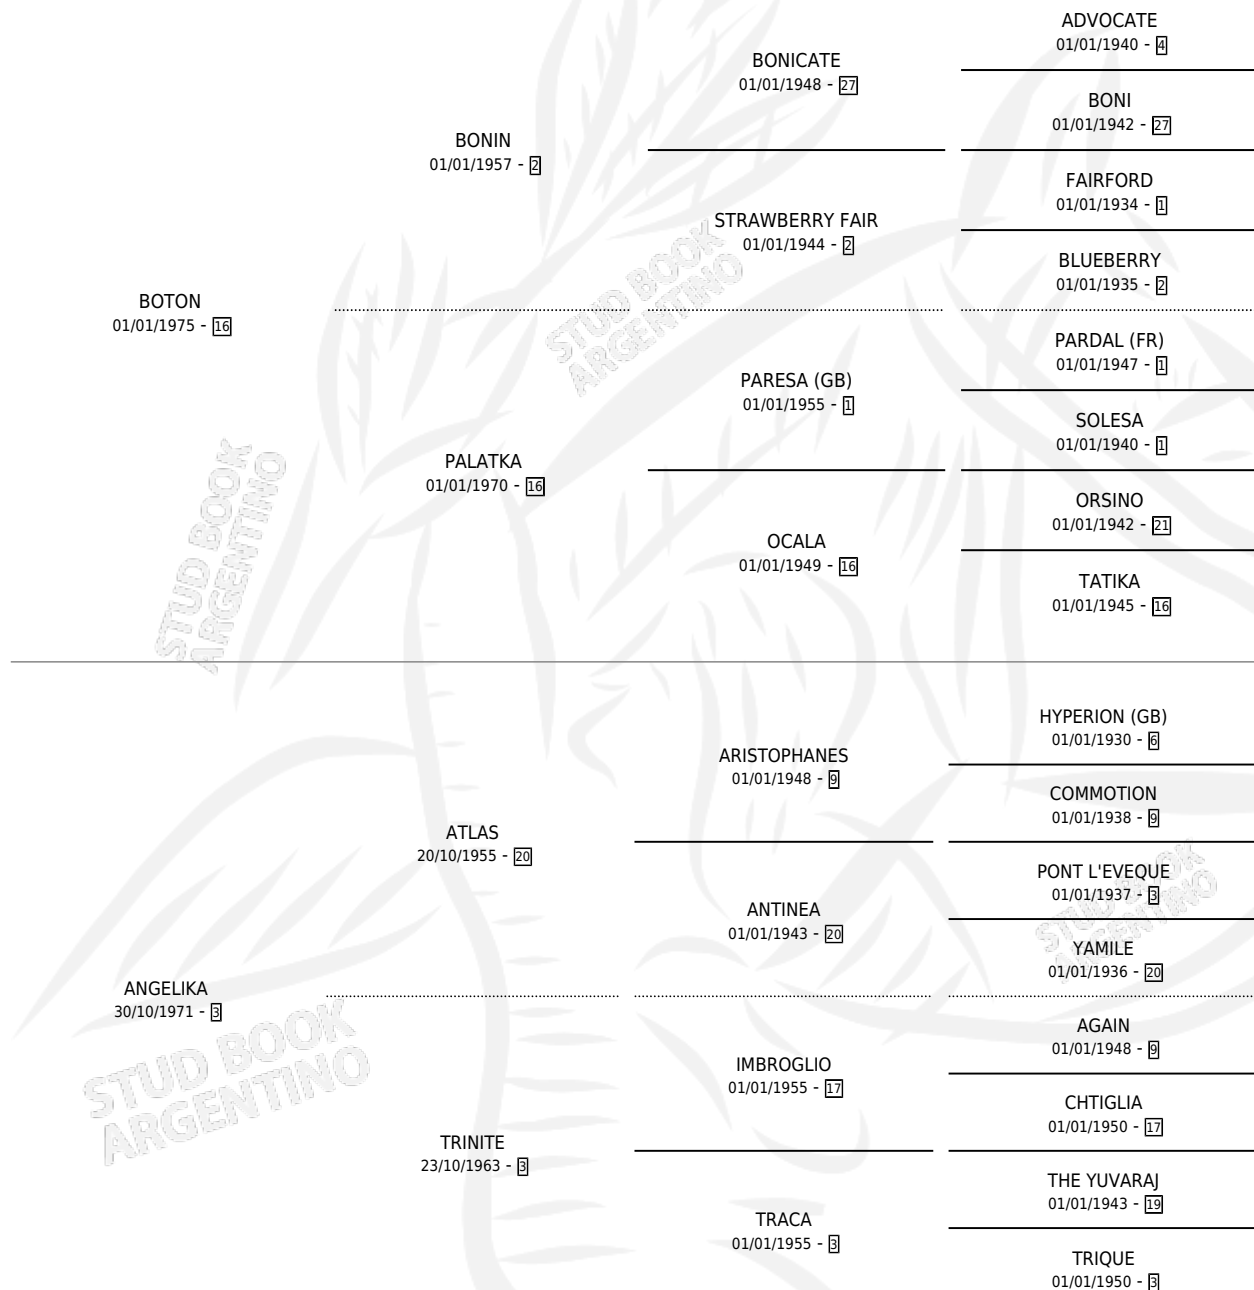 ADVOCATE
01/01/1940 - 4
BONICATE
01/01/1948 - 27
BONI
01/01/1942 - 27
BONIN
01/01/1957 - 2
FAIRFORD
01/01/1934 - 1
STRAWBERRY FAIR
01/01/1944 - 2
BLUEBERRY
01/01/1935 - 2
BOTON
01/01/1975 - 16
PARDAL (FR)
01/01/1947 - 1
PARESA (GB)
01/01/1955 - 1
SOLESA
01/01/1940 - 1
PALATKA
01/01/1970 - 16
ORSINO
01/01/1942 - 21
OCALA
01/01/1949 - 16
TATIKA
01/01/1945 - 16
HYPERION (GB)
01/01/1930 - 6
ARISTOPHANES
01/01/1948 - 9
COMMOTION
01/01/1938 - 9
ATLAS
20/10/1955 - 20
PONT L'EVEQUE
01/01/1937 - 3
ANTINEA
01/01/1943 - 20
YAMILE
01/01/1936 - 20
ANGELIKA
30/10/1971 - 3
AGAIN
01/01/1948 - 9
IMBROGLIO
01/01/1955 - 17
CHTIGLIA
01/01/1950 - 17
TRINITE
23/10/1963 - 3
THE YUVARAJ
01/01/1943 - 19
TRACA
01/01/1955 - 3
TRIQUE
01/01/1950 - 3
STUD BOOK
ARGENTINO
STUD BOOK
ARGENTINO
STUD BOOK
ARGENTINO
STUD BOOK
ARGENTINO